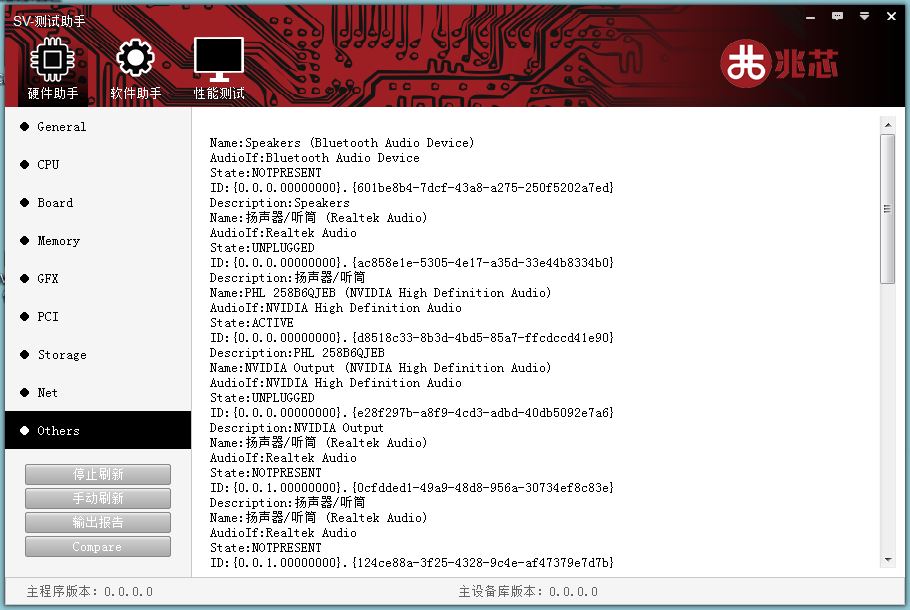 SV-测试助手
硬件助手
软件助手
性能测试
兆芯
General
CPU
Board
Memory
GFX
PCI
Storage
Net
Others
停止刷新
手动刷新
输出报告
Compare
Name:Speakers (Bluetooth Audio Device)
AudioIf:Bluetooth Audio Device
State:NOTPRESENT
ID:{0.0.0.00000000}.{601be8b4-7dcf-43a8-a275-250f5202a7ed}
Description:Speakers
Name:扬声器/听筒 (Realtek Audio)
AudioIf:Realtek Audio
State:UNPLUGGED
ID:{0.0.0.00000000}.{ac858e1e-5305-4e17-a35d-33e44b8334b0}
Description:扬声器/听筒
Name:PHL 258B6QJEB (NVIDIA High Definition Audio)
AudioIf:NVIDIA High Definition Audio
State:ACTIVE
ID:{0.0.0.00000000}.{d8518c33-8b3d-4bd5-85a7-ffcdccd41e90}
Description:PHL 258B6QJEB
Name:NVIDIA Output (NVIDIA High Definition Audio)
AudioIf:NVIDIA High Definition Audio
State:UNPLUGGED
ID:{0.0.0.00000000}.{e28f297b-a8f9-4cd3-adbd-40db5092e7a6}
Description:NVIDIA Output
Name:扬声器/听筒 (Realtek Audio)
AudioIf:Realtek Audio
State:NOTPRESENT
ID:{0.0.1.00000000}.{0cfdded1-49a9-48d8-956a-30734ef8c83e}
Description:扬声器/听筒
Name:扬声器/听筒 (Realtek Audio)
AudioIf:Realtek Audio
State:NOTPRESENT
ID:{0.0.1.00000000}.{124ce88a-3f25-4328-9c4e-af47379e7d7b}
主程序版本: 0.0.0.0
主设备库版本: 0.0.0.0